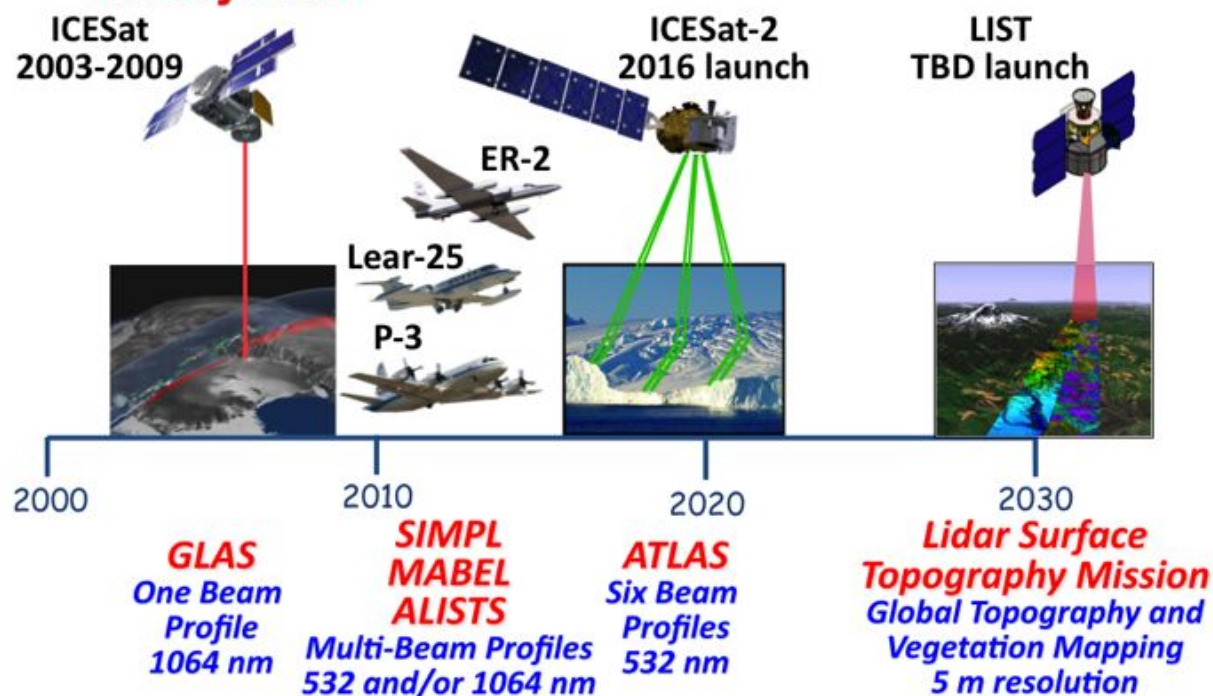 ICESat
2003-2009
ICESat-2
2016 launch
LIST
TBD launch
ER-2
Lear-25
P-3
2000
2010
2020
2030
GLAS
One Beam
Profile
1064 nm
SIMPL
MABEL
ALISTS
Multi-Beam Profiles
532 and/or 1064 nm
ATLAS
Six Beam
Profiles
532 nm
Lidar Surface
Topography Mission
Global Topography and
Vegetation Mapping
5 m resolution